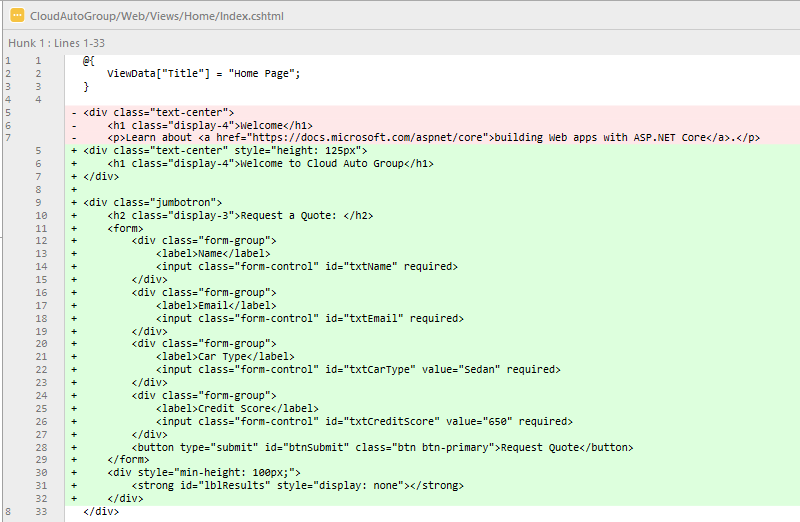 CloudAutoGroup/Web/Views/Home/Index.cshtml
Hunk 1 : Lines 1-33
1 1 @{
2 2 ViewData["Title"] = "Home Page";
3 3 }
4 4
5 - <div class="text-center">
6 - <h1 class="display-4">Welcome</h1>
7 - <p>Learn about <a href="https://docs.microsoft.com/aspnet/core">building Web apps with ASP.NET Core</a>.</p>
5 + <div class="text-center" style="height: 125px">
6 + <h1 class="display-4">Welcome to Cloud Auto Group</h1>
7 + </div>
8 +
9 + <div class="jumbotron">
10 + <h2 class="display-3">Request a Quote: </h2>
11 + <form>
12 + <div class="form-group">
13 + <label>Name</label>
14 + <input class="form-control" id="txtName" required>
15 + </div>
16 + <div class="form-group">
17 + <label>Email</label>
18 + <input class="form-control" id="txtEmail" required>
19 + </div>
20 + <div class="form-group">
21 + <label>Car Type</label>
22 + <input class="form-control" id="txtCarType" value="Sedan" required>
23 + </div>
24 + <div class="form-group">
25 + <label>Credit Score</label>
26 + <input class="form-control" id="txtCreditScore" value="650" required>
27 + </div>
28 + <button type="submit" id="btnSubmit" class="btn btn-primary">Request Quote</button>
29 + </form>
30 + <div style="min-height: 100px;">
31 + <strong id="lblResults" style="display: none"></strong>
32 + </div>
8 33 </div>